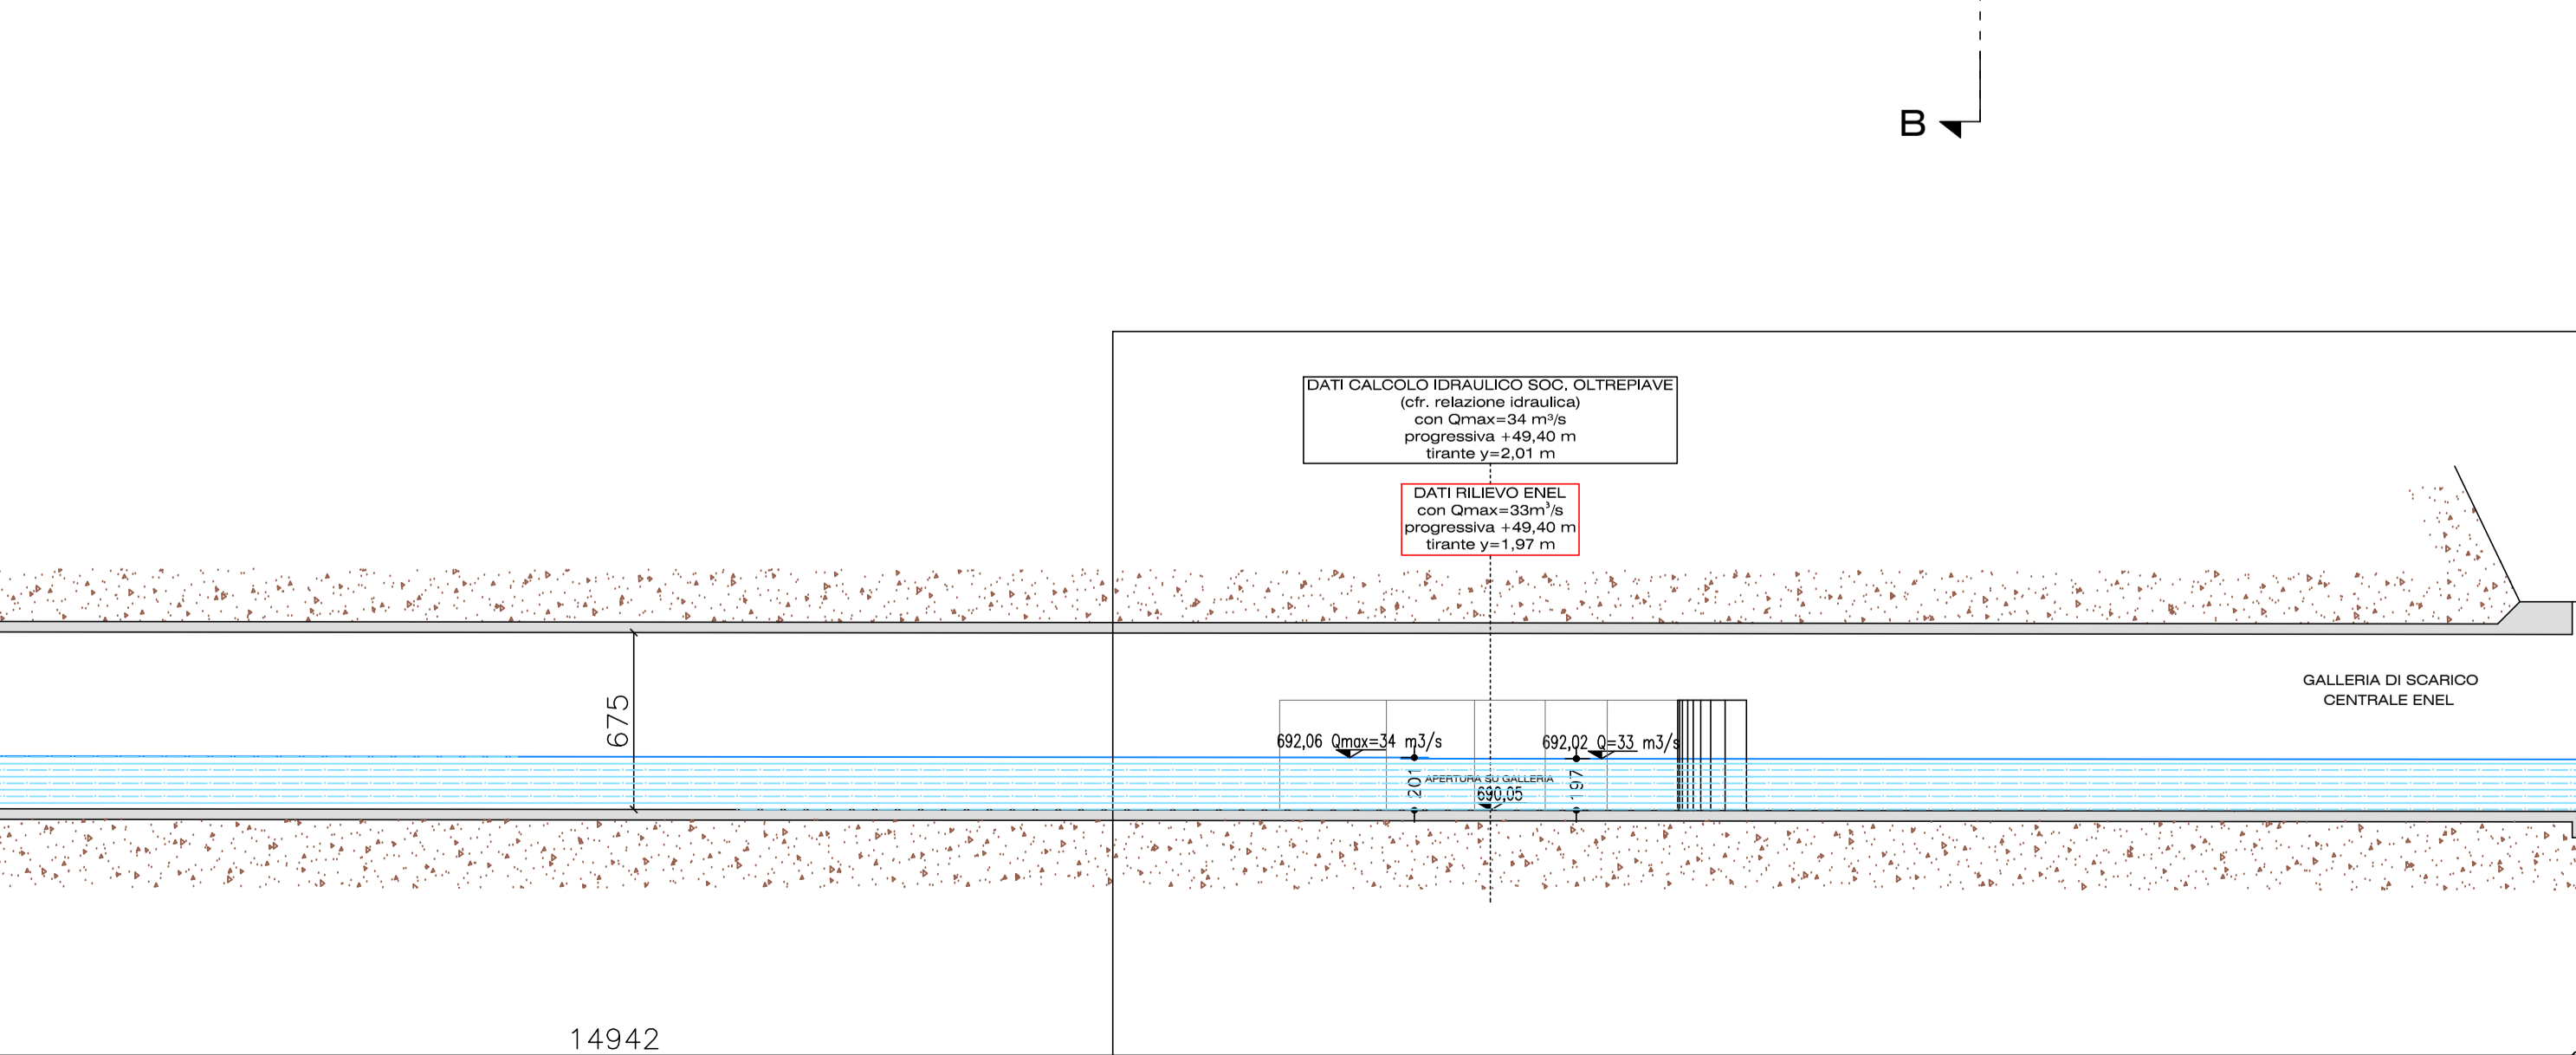 B
DATI CALCOLO IDRAULICO SOC. OLTREPIAVE
(cfr. relazione idraulica)
con Qmax=34 m³/s
progressiva +49,40 m
tirante y=2,01 m
DATI RILIEVO ENEL
con Qmax=33m³/s
progressiva +49,40 m
tirante y=1,97 m
GALLERIA DI SCARICO
CENTRALE ENEL
675
692,06 Qmax=34 m3/s
692,02 Q=33 m3/s
201
APERTURA SU GALLERIA
197
690,05
14942